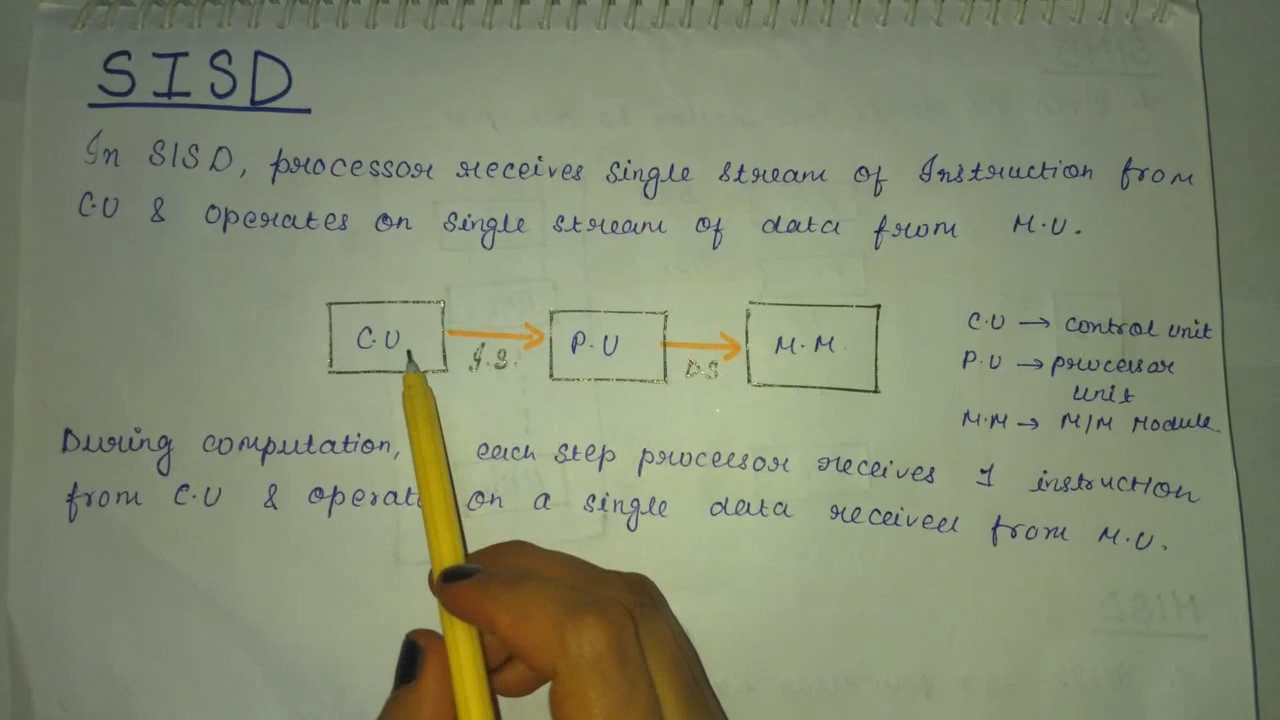 SISD
In SISD, processor receives single stream of Instruction from
C.U & operates on single stream of data from M.U.
C.U
I.S.
P.U
D.S
M.M.
C.U → control unit
P.U → processor
unit
M.M → M/M Module
During computation, each step processor receives 1 instruction
from C.U & operat on a single data received from M.U.